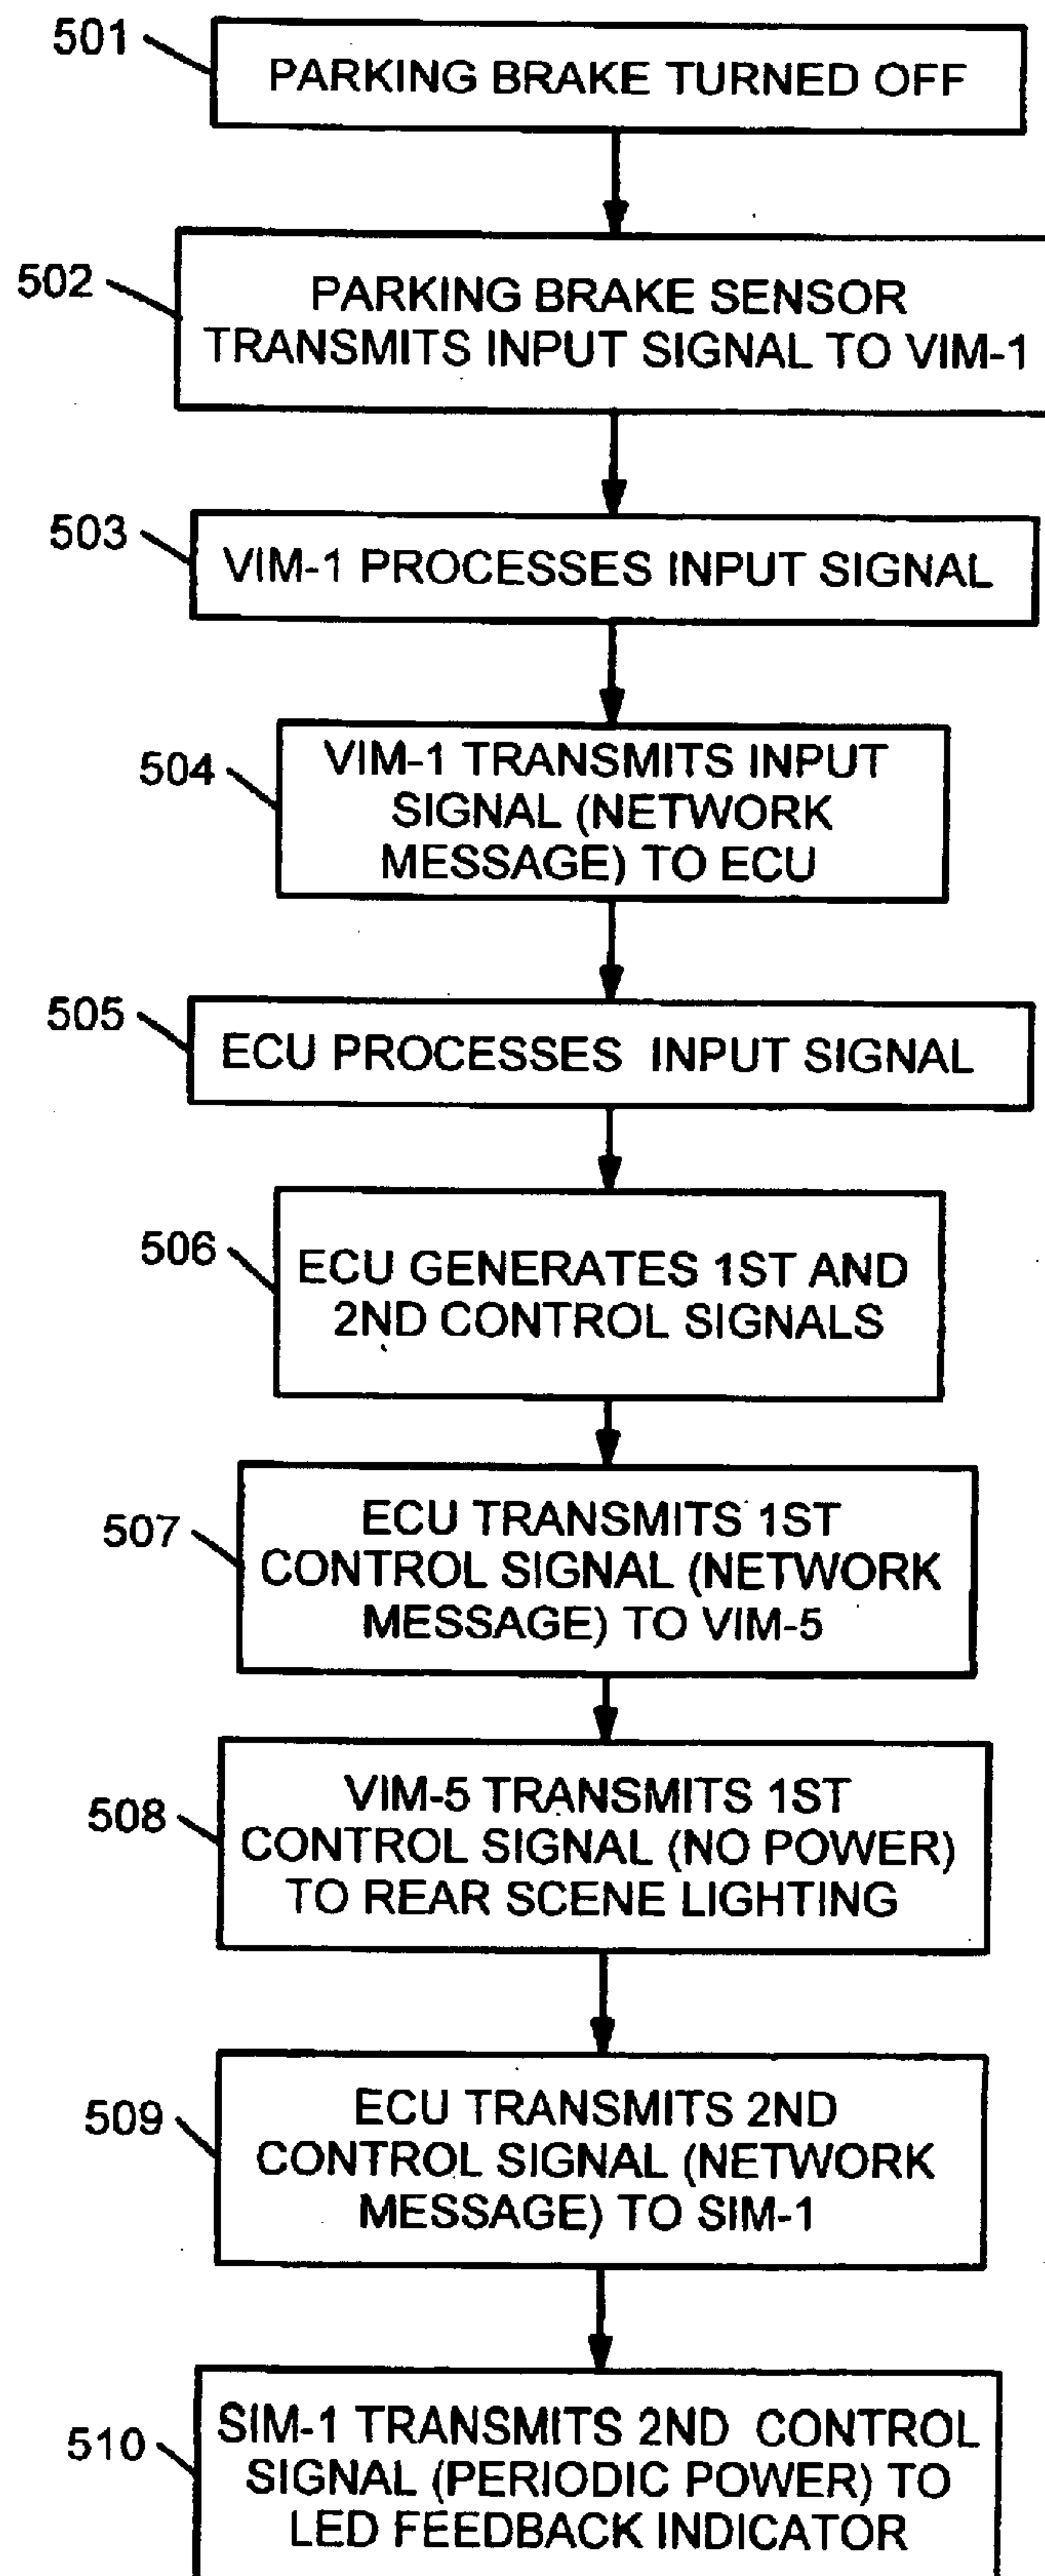 501
PARKING BRAKE TURNED OFF
502
PARKING BRAKE SENSOR
TRANSMITS INPUT SIGNAL TO VIM-1
503
VIM-1 PROCESSES INPUT SIGNAL
504
VIM-1 TRANSMITS INPUT
SIGNAL (NETWORK
MESSAGE) TO ECU
505
ECU PROCESSES INPUT SIGNAL
506
ECU GENERATES 1ST AND
2ND CONTROL SIGNALS
507
ECU TRANSMITS 1ST
CONTROL SIGNAL (NETWORK
MESSAGE) TO VIM-5
508
VIM-5 TRANSMITS 1ST
CONTROL SIGNAL (NO POWER)
TO REAR SCENE LIGHTING
509
ECU TRANSMITS 2ND
CONTROL SIGNAL (NETWORK
MESSAGE) TO SIM-1
510
SIM-1 TRANSMITS 2ND CONTROL
SIGNAL (PERIODIC POWER) TO
LED FEEDBACK INDICATOR